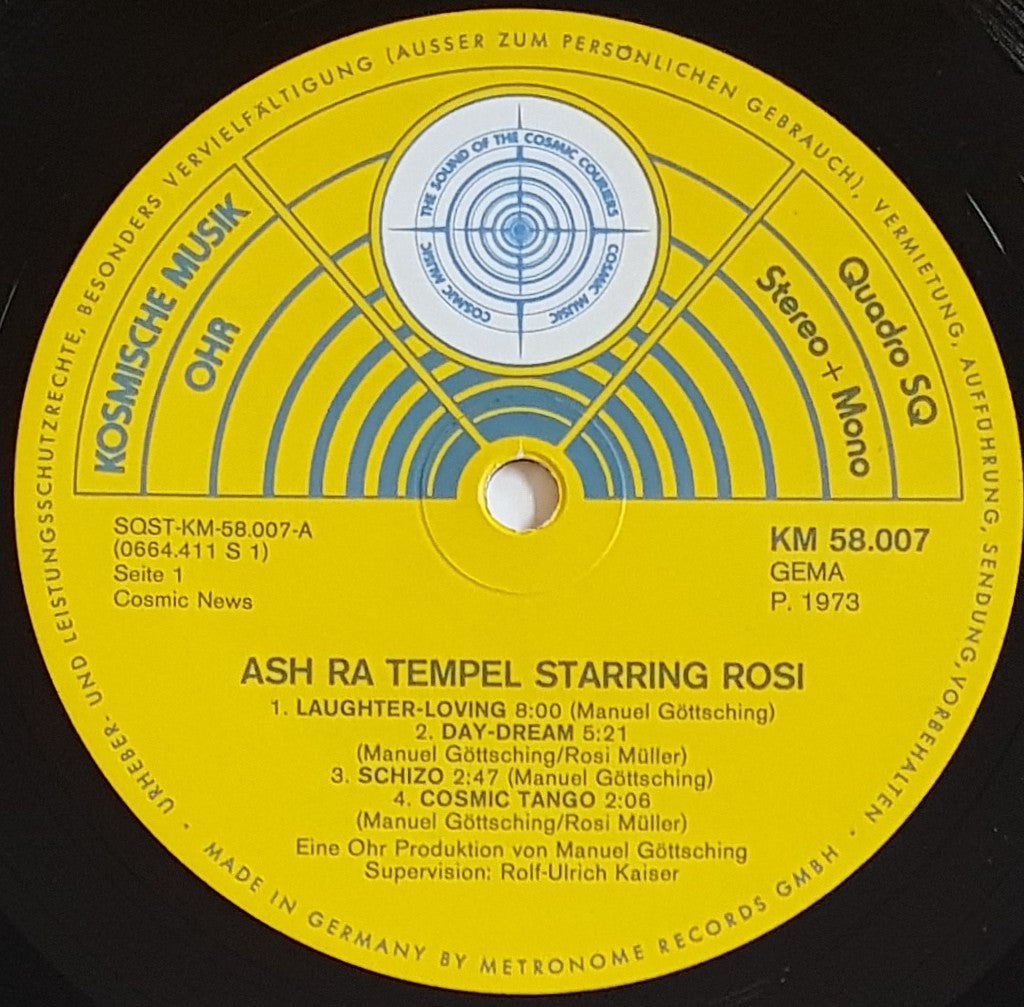 URHEBER- UND LEISTUNGSSCHUTZRECHTE, BESONDERS VERVIELFÄLTIGUNG (AUSSER ZUM PERSÖNLICHEN GEBRAUCH), VERMIETUNG, AUFFÜHRUNG, SENDUNG, VORBEHALTEN ·
THE SOUND OF THE COSMIC COURIERS
COSMIC MUSIC
COSMIC MUSIC
KOSMISCHE MUSIK
OHR
Quadro SQ
Stereo + Mono
SQST-KM-58.007-A
(0664.411 S 1)
Seite 1
Cosmic News
KM 58.007
GEMA
P. 1973
ASH RA TEMPEL STARRING ROSI
1. LAUGHTER-LOVING 8:00 (Manuel Göttsching)
2. DAY-DREAM 5:21
(Manuel Göttsching/Rosi Müller)
3. SCHIZO 2:47 (Manuel Göttsching)
4. COSMIC TANGO 2:06
(Manuel Göttsching/Rosi Müller)
Eine Ohr Produktion von Manuel Göttsching
Supervision: Rolf-Ulrich Kaiser
· MADE IN GERMANY BY METRONOME RECORDS GMBH